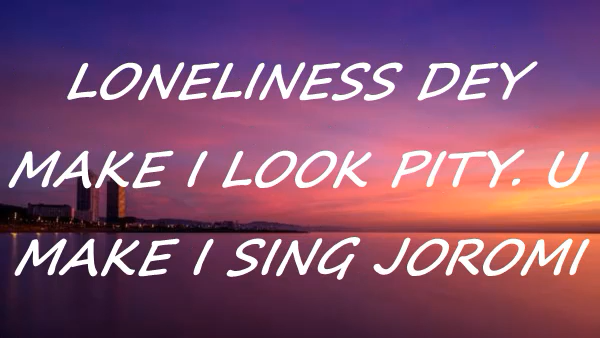 LONELINESS DEY
MAKE I LOOK PITY. U
MAKE I SING JOROMI